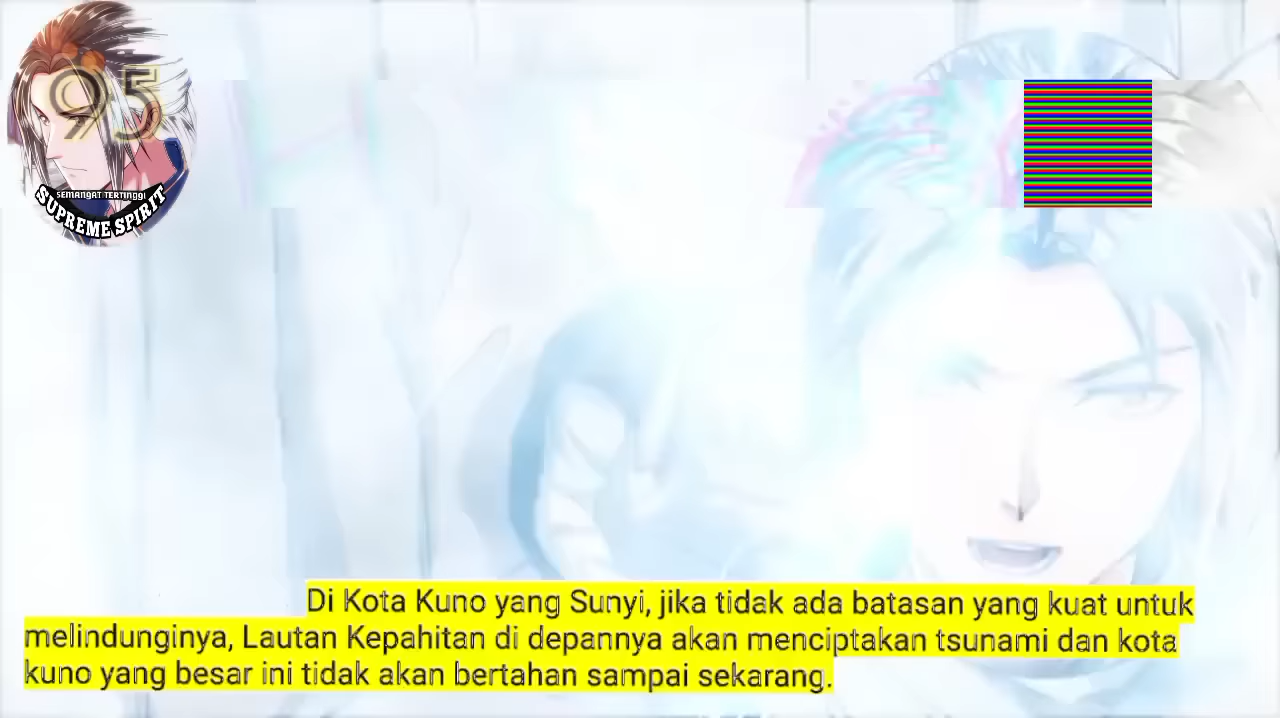 95
SEMANGAT TERTINGGI
SUPREME SPIRIT
Di Kota Kuno yang Sunyi, jika tidak ada batasan yang kuat untuk
melindunginya, Lautan Kepahitan di depannya akan menciptakan tsunami dan kota
kuno yang besar ini tidak akan bertahan sampai sekarang.